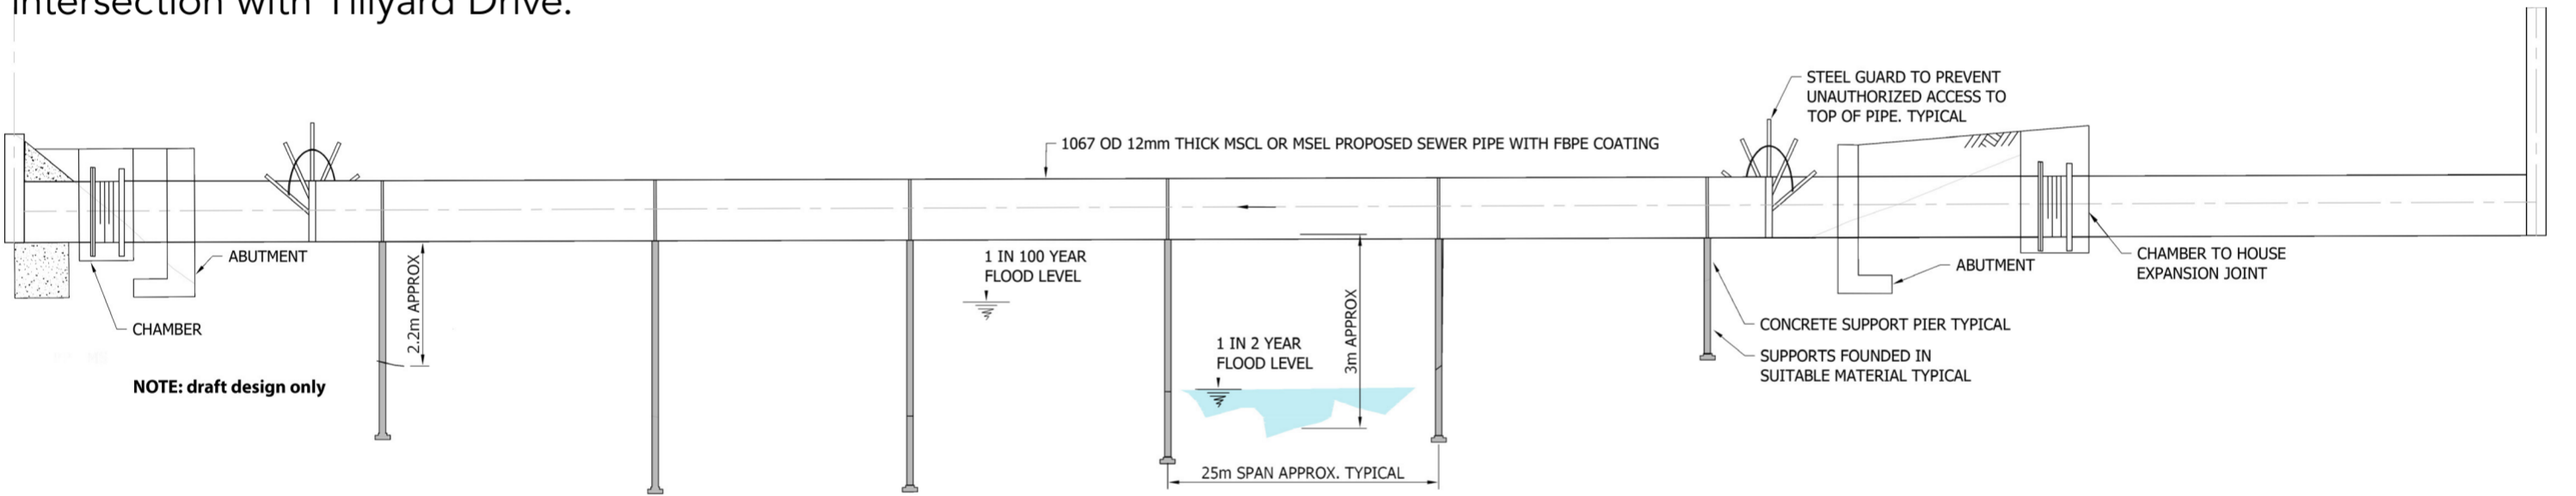 intersection with Tillyard Drive.
STEEL GUARD TO PREVENT
UNAUTHORIZED ACCESS TO
TOP OF PIPE. TYPICAL
1067 OD 12mm THICK MSCL OR MSEL PROPOSED SEWER PIPE WITH FBPE COATING
ABUTMENT
CHAMBER
NOTE: draft design only
2.2m APPROX
1 IN 100 YEAR
FLOOD LEVEL
1 IN 2 YEAR
FLOOD LEVEL
3m APPROX
25m SPAN APPROX. TYPICAL
CONCRETE SUPPORT PIER TYPICAL
SUPPORTS FOUNDED IN
SUITABLE MATERIAL TYPICAL
ABUTMENT
CHAMBER TO HOUSE
EXPANSION JOINT